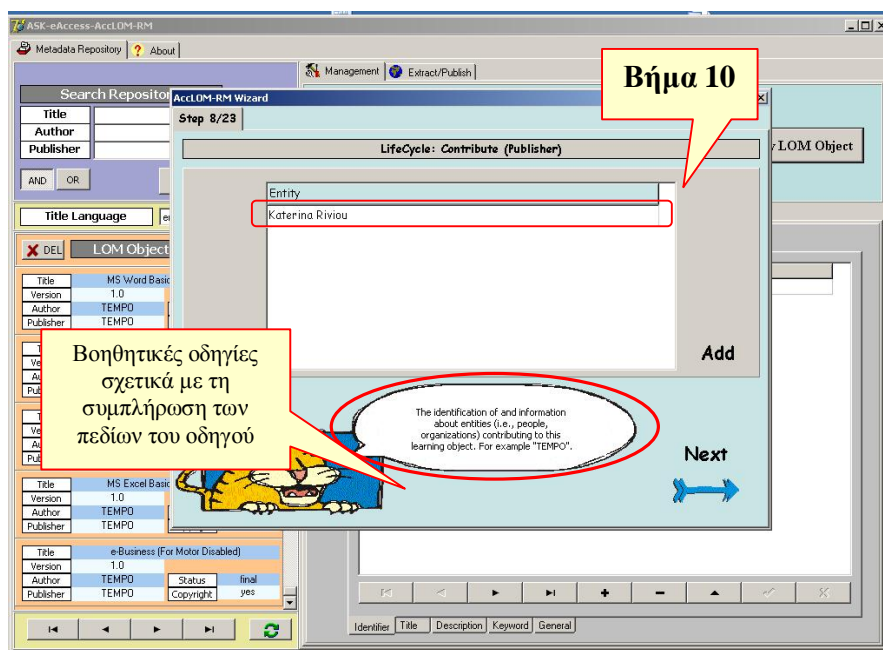 ASK-eAccess-AccLOM-RM
Metadata Repository
About
Management
Extract/Publish
Βήμα 10
Search Reposito
Title
Author
Publisher
AND
OR
Title Language
AccLOM-RM Wizard
Step 8/23
LifeCycle: Contribute (Publisher)
Entity
Katerina Riviou
Add
LOM Object
DEL
LOM Object
Title MS Word Basic
Version 1.0
Author TEMPO
Publisher TEMPO
Βοηθητικές οδηγίες
σχετικά με τη
συμπλήρωση των
πεδίων του οδηγού
The identification of and information
about entities (i.e., people,
organizations) contributing to this
learning object. For example "TEMPO".
Next
Title MS Excel Basic
Version 1.0
Author TEMPO
Publisher TEMPO
Title e-Business (For Motor Disabled)
Version 1.0
Author TEMPO Status final
Publisher TEMPO Copyright yes
Identifier Title Description Keyword General